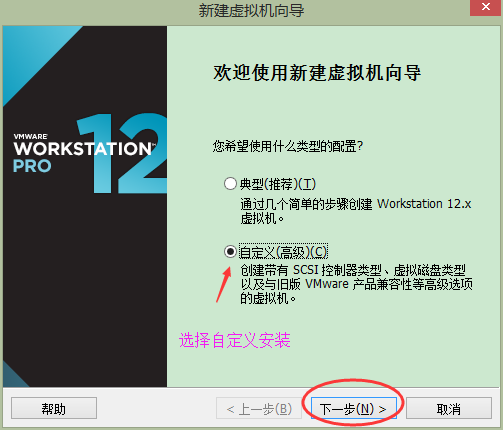 新建虚拟机向导
欢迎使用新建虚拟机向导
VMWARE
WORKSTATION™
PRO
12
您希望使用什么类型的配置?
典型(推荐)(T)
通过几个简单的步骤创建 Workstation 12.x
虚拟机。
自定义(高级)(C)
创建带有 SCSI 控制器类型、虚拟磁盘类型
以及与旧版 VMware 产品兼容性等高级选项
的虚拟机。
选择自定义安装
帮助
< 上一步(B)
下一步(N) >
取消